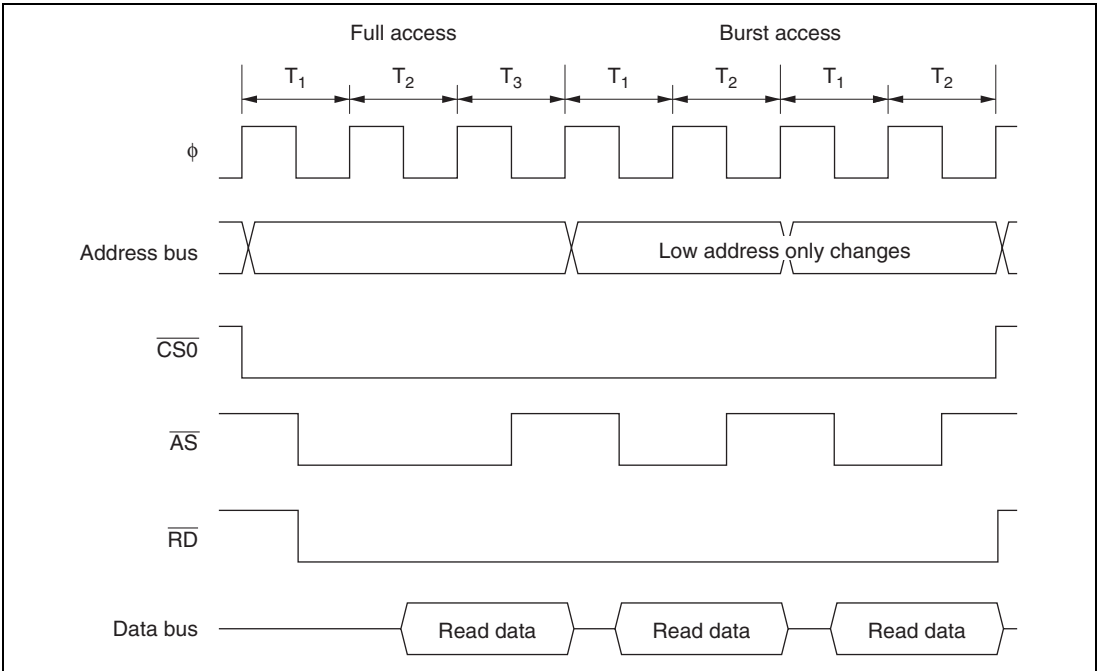 Full access Burst access
T1 T2 T3 T1 T2 T1 T2
ϕ
Address bus Low address only changes
CS0
AS
RD
Data bus Read data Read data Read data